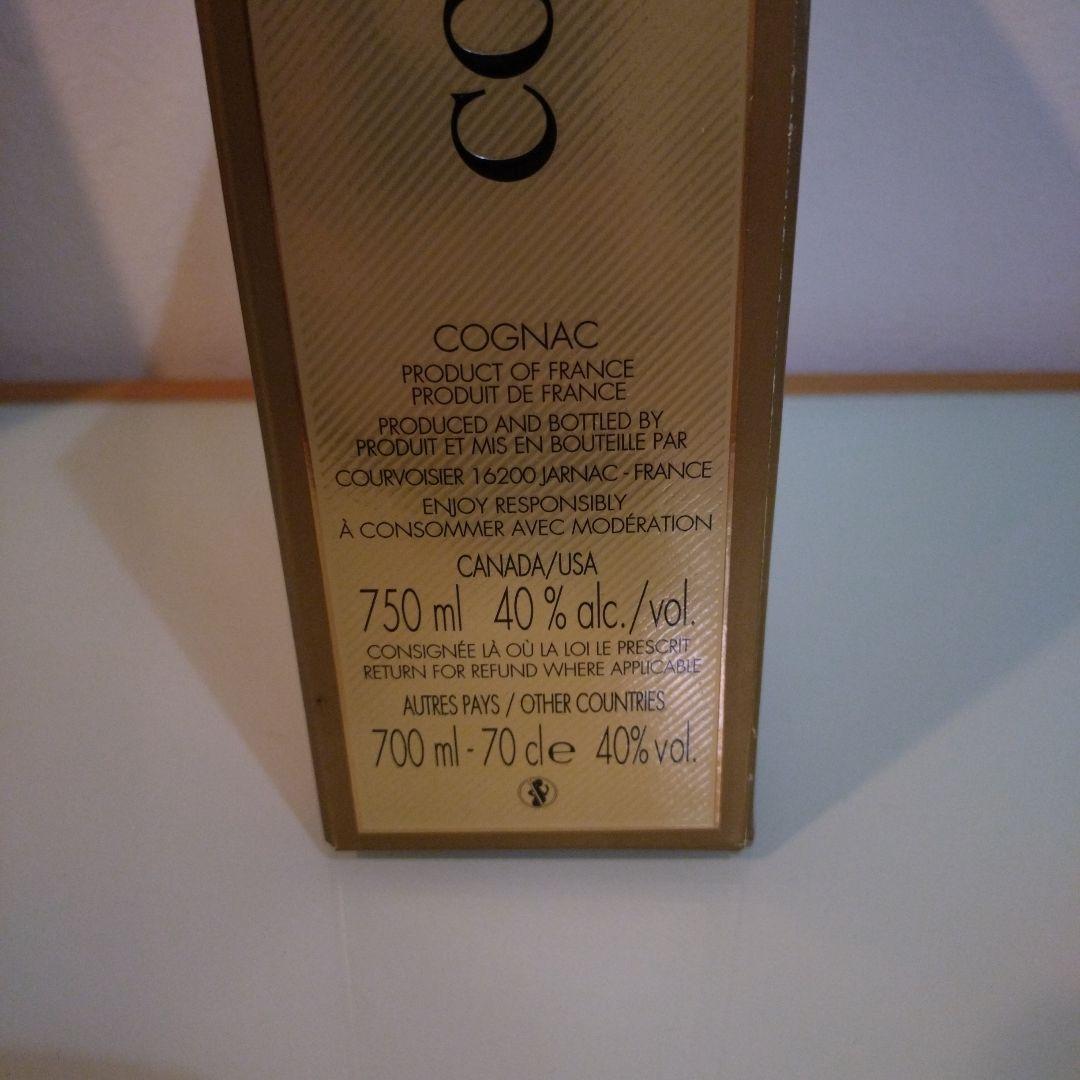 CO
COGNAC
PRODUCT OF FRANCE
PRODUIT DE FRANCE
PRODUCED AND BOTTLED BY
PRODUIT ET MIS EN BOUTEILLE PAR
COURVOISIER 16200 JARNAC - FRANCE
ENJOY RESPONSIBLY
À CONSOMMER AVEC MODÉRATION
CANADA/USA
750 ml 40 % alc./vol.
CONSIGNÉE LÀ OÙ LA LOI LE PRESCRIT
RETURN FOR REFUND WHERE APPLICABLE
AUTRES PAYS / OTHER COUNTRIES
700 ml - 70 cl e 40% vol.